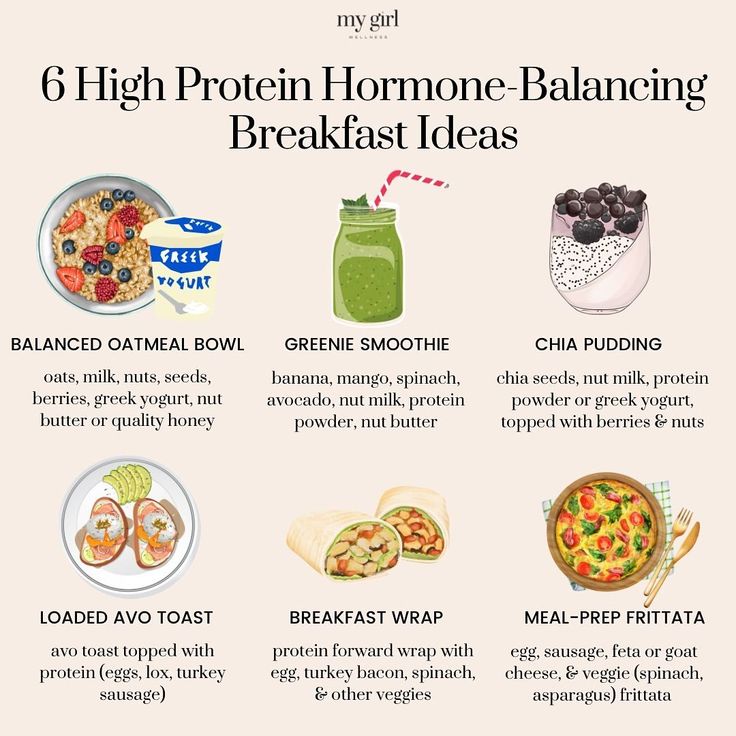 my girl
WELLNESS
6 High Protein Hormone-Balancing
Breakfast Ideas
GREEK
YOGURT
BALANCED OATMEAL BOWL
oats, milk, nuts, seeds,
berries, greek yogurt, nut
butter or quality honey
GREENIE SMOOTHIE
banana, mango, spinach,
avocado, nut milk, protein
powder, nut butter
CHIA PUDDING
chia seeds, nut milk, protein
powder or greek yogurt,
topped with berries & nuts
LOADED AVO TOAST
avo toast topped with
protein (eggs, lox, turkey
sausage)
BREAKFAST WRAP
protein forward wrap with
egg, turkey bacon, spinach,
& other veggies
MEAL-PREP FRITTATA
egg, sausage, feta or goat
cheese, & veggie (spinach,
asparagus) frittata